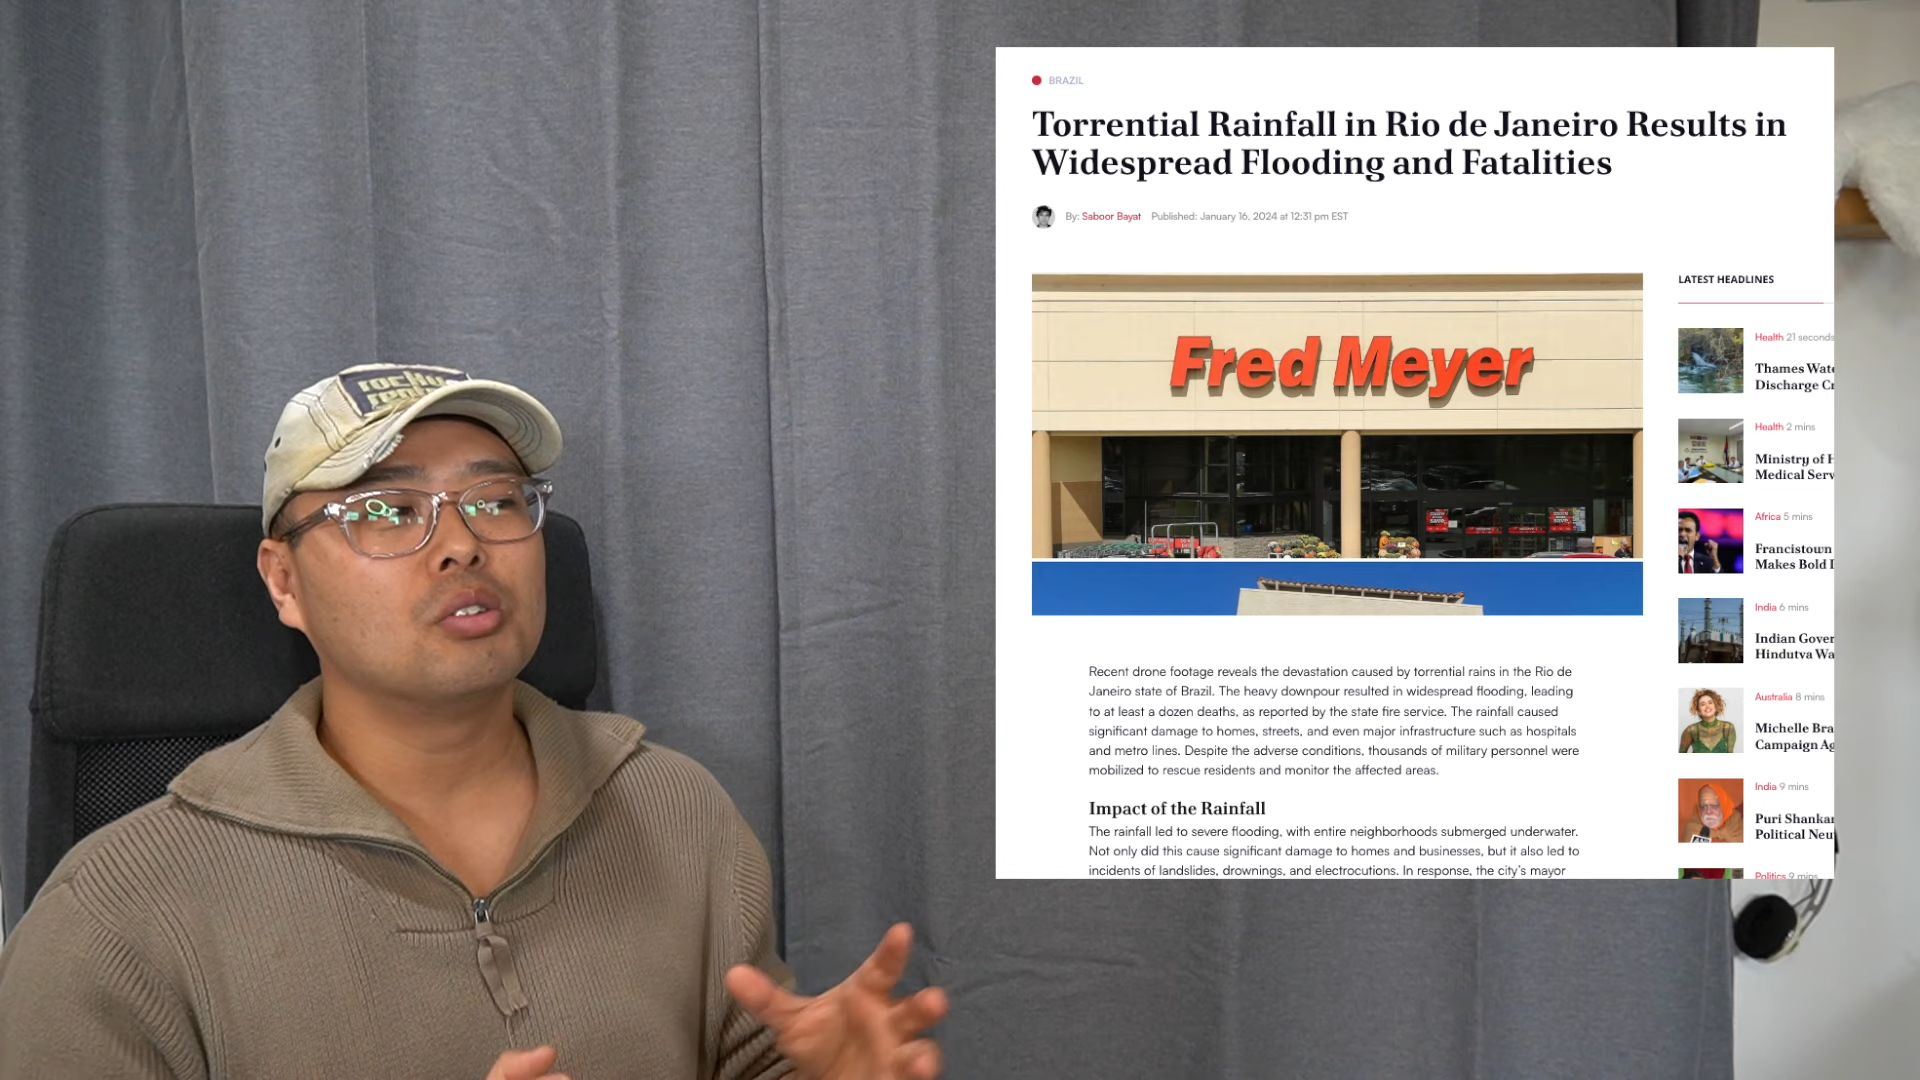 BRAZIL
Torrential Rainfall in Rio de Janeiro Results in
Widespread Flooding and Fatalities
By: Saboor Bayat Published: January 16, 2024 at 12:31 pm EST
Fred Meyer
LATEST HEADLINES
Health 21 seconds
Thames Wate
Discharge Cr
Health 2 mins
Ministry of H
Medical Serv
Africa 5 mins
Francistown
Makes Bold I
India 6 mins
Indian Gover
Hindutva Wa
Australia 8 mins
Michelle Bra
Campaign Ag
India 9 mins
Puri Shankar
Political Neu
Politics 9 mins
Recent drone footage reveals the devastation caused by torrential rains in the Rio de
Janeiro state of Brazil. The heavy downpour resulted in widespread flooding, leading
to at least a dozen deaths, as reported by the state fire service. The rainfall caused
significant damage to homes, streets, and even major infrastructure such as hospitals
and metro lines. Despite the adverse conditions, thousands of military personnel were
mobilized to rescue residents and monitor the affected areas.
Impact of the Rainfall
The rainfall led to severe flooding, with entire neighborhoods submerged underwater.
Not only did this cause significant damage to homes and businesses, but it also led to
incidents of landslides, drownings, and electrocutions. In response, the city's mayor
rocky